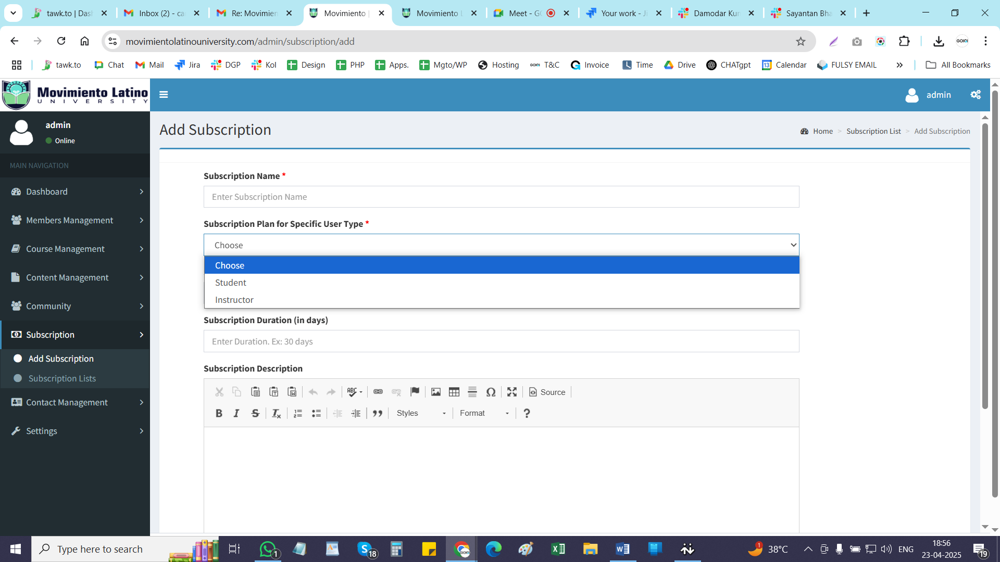 tawk.to | Das
Inbox (2) - ca
Re: Movimien
Movimiento |
Movimiento L
Meet - G
Your work - Ji
Damodar Kur
Sayantan Bha
movimientolatinouniversity.com/admin/subscription/add
tawk.to
Chat
Mail
Jira
DGP
Kol
Design
PHP
Apps.
Mgto/WP
Hosting
T&C
Invoice
Time
Drive
CHATgpt
Calendar
FULSY EMAIL
All Bookmarks
Movimiento Latino
UNIVERSITY
admin
admin
Online
Add Subscription
Home > Subscription List > Add Subscription
MAIN NAVIGATION
Dashboard
Members Management
Course Management
Content Management
Community
Subscription
Add Subscription
Subscription Lists
Contact Management
Settings
Subscription Name *
Enter Subscription Name
Subscription Plan for Specific User Type *
Choose
Choose
Student
Instructor
Subscription Duration (in days)
Enter Duration. Ex: 30 days
Subscription Description
Source
Styles
Format
Type here to search
1
18
1
38°C
ENG
18:56
23-04-2025
19